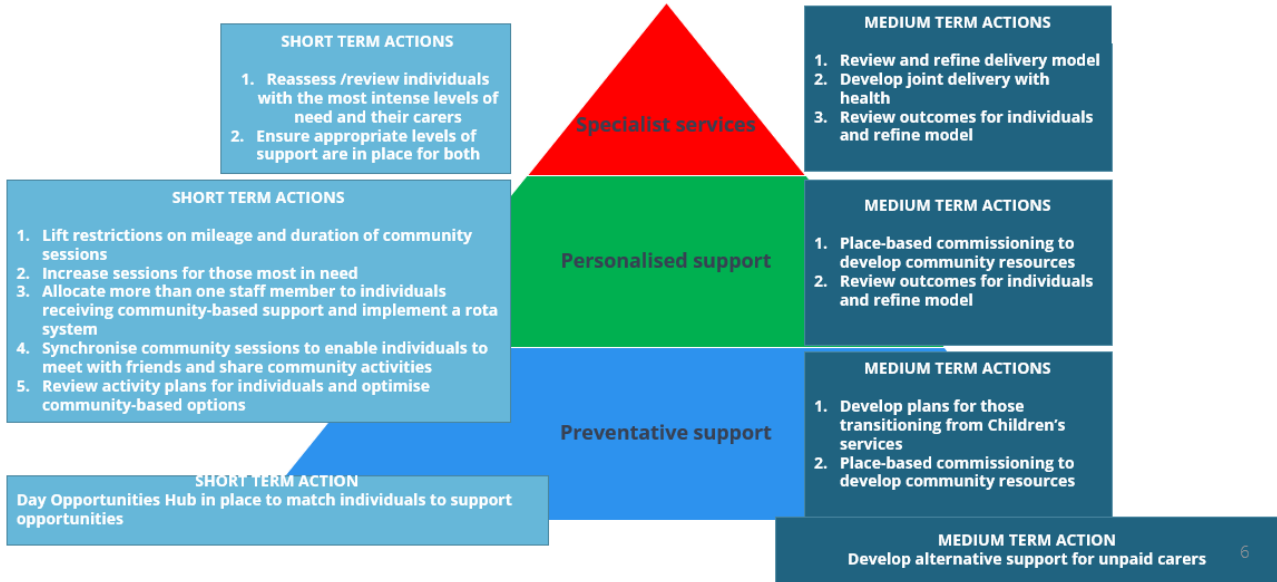 SHORT TERM ACTIONS
1. Reassess /review individuals
with the most intense levels of
need and their carers
2. Ensure appropriate levels of
support are in place for both
Specialist services
MEDIUM TERM ACTIONS
1. Review and refine delivery model
2. Develop joint delivery with
health
3. Review outcomes for individuals
and refine model
SHORT TERM ACTIONS
1. Lift restrictions on mileage and duration of community
sessions
2. Increase sessions for those most in need
3. Allocate more than one staff member to individuals
receiving community-based support and implement a rota
system
4. Synchronise community sessions to enable individuals to
meet with friends and share community activities
5. Review activity plans for individuals and optimise
community-based options
Personalised support
MEDIUM TERM ACTIONS
1. Place-based commissioning to
develop community resources
2. Review outcomes for individuals
and refine model
Preventative support
MEDIUM TERM ACTIONS
1. Develop plans for those
transitioning from Children's
services
2. Place-based commissioning to
develop community resources
SHORT TERM ACTION
Day Opportunities Hub in place to match individuals to support
opportunities
MEDIUM TERM ACTION
Develop alternative support for unpaid carers
6